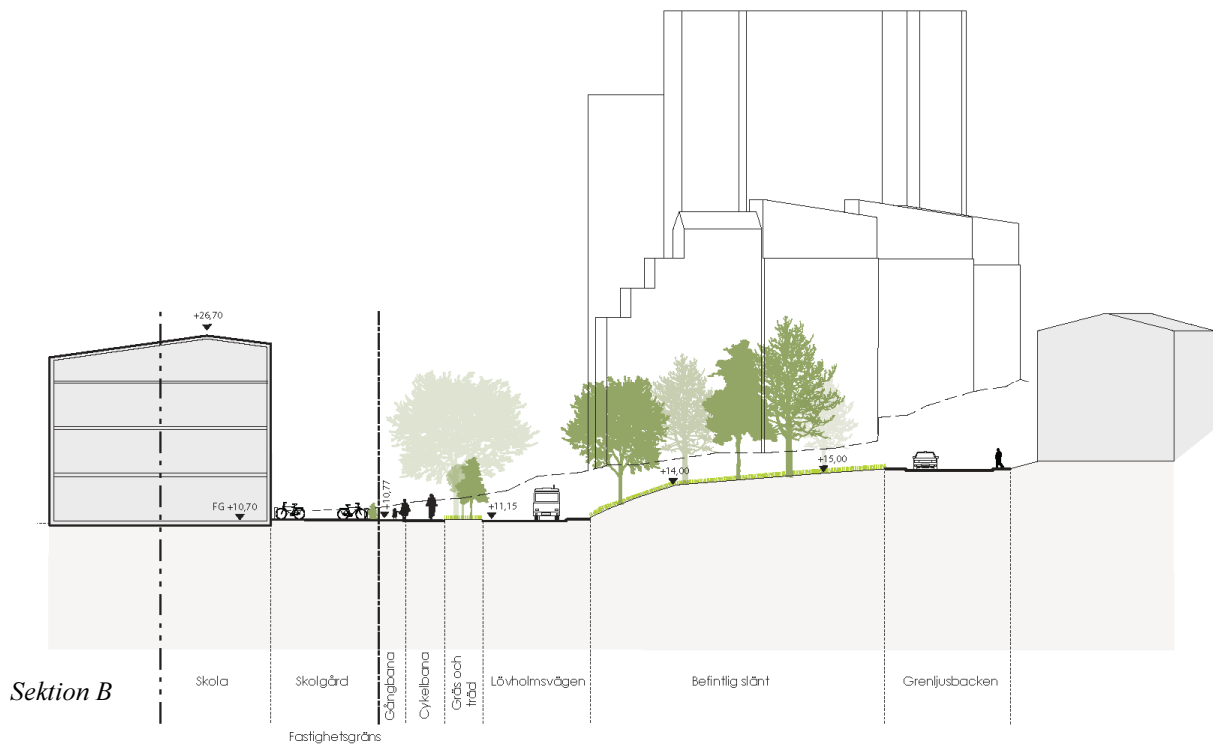 +26,70
+10,77
+14,00
+15,00
FG +10,70
+11,15
Sektion B
Skola
Skolgård
Gångbana
Cykelbana
Gräs och
träd
Lövholmsvägen
Befintlig slänt
Grenljusbacken
Fastighetsgräns